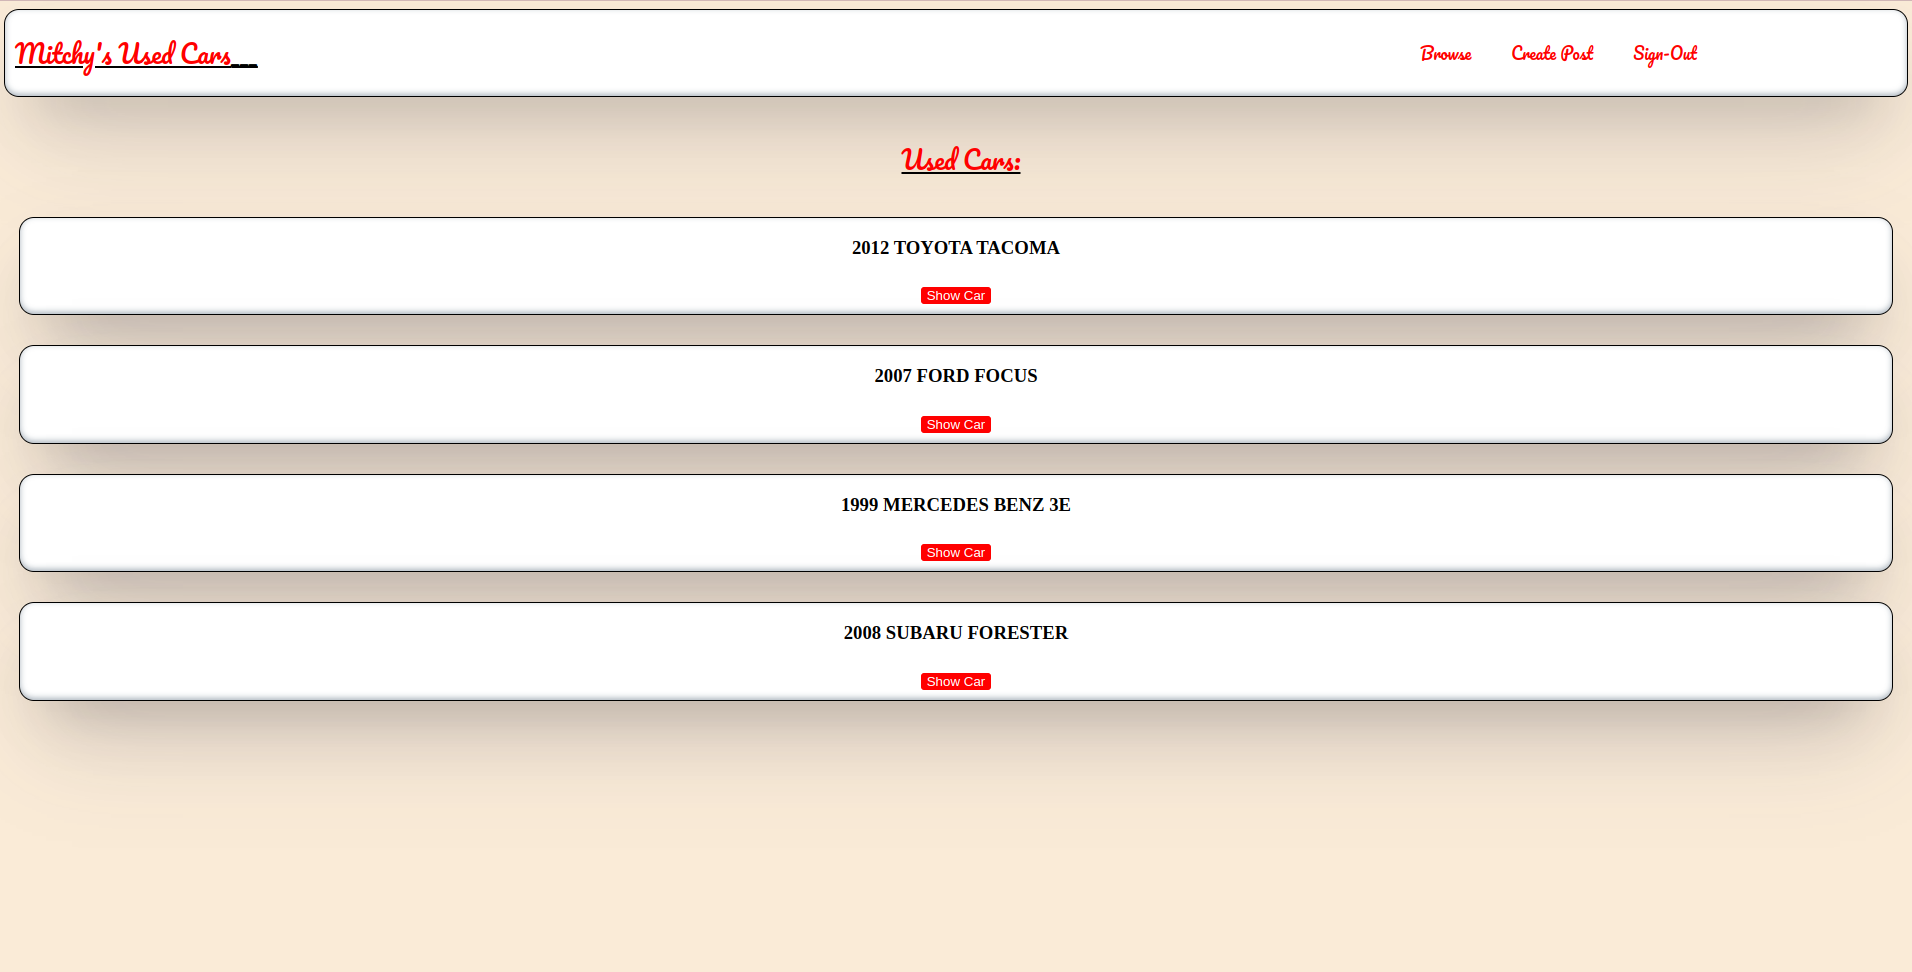 Mitchy's Used Cars___
Browse Create Post Sign-Out
Used Cars:
2012 TOYOTA TACOMA
Show Car
2007 FORD FOCUS
Show Car
1999 MERCEDES BENZ 3E
Show Car
2008 SUBARU FORESTER
Show Car